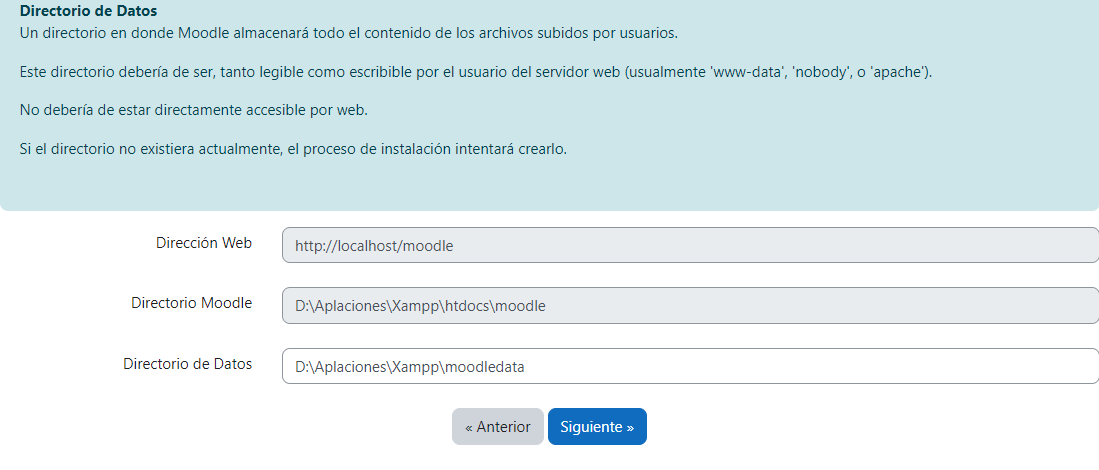 Directorio de Datos
Un directorio en donde Moodle almacenará todo el contenido de los archivos subidos por usuarios.
Este directorio debería de ser, tanto legible como escribible por el usuario del servidor web (usualmente 'www-data', 'nobody', o 'apache').
No debería de estar directamente accesible por web.
Si el directorio no existiera actualmente, el proceso de instalación intentará crearlo.
Dirección Web
http://localhost/moodle
Directorio Moodle
D:\Aplaciones\Xampp\htdocs\moodle
Directorio de Datos
D:\Aplaciones\Xampp\moodledata
« Anterior
Siguiente »